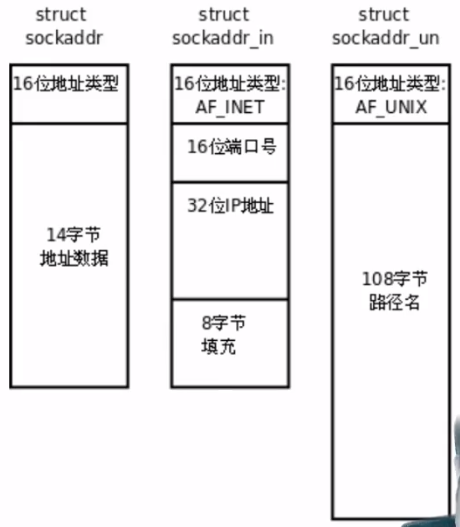 struct
sockaddr
16位地址类型
14字节
地址数据
struct
sockaddr_in
16位地址类型:
AF_INET
16位端口号
32位IP地址
8字节
填充
struct
sockaddr_un
16位地址类型:
AF_UNIX
108字节
路径名